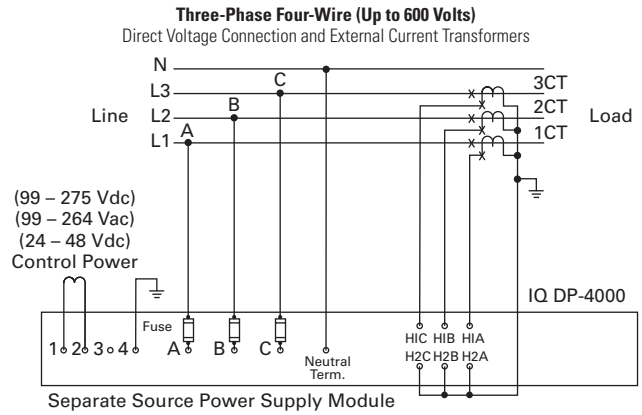 Three-Phase Four-Wire (Up to 600 Volts)
Direct Voltage Connection and External Current Transformers
N
L3 C 3CT
Line L2 B 2CT Load
L1 A 1CT
(99 – 275 Vdc)
(99 – 264 Vac)
(24 – 48 Vdc)
Control Power
IQ DP-4000
Fuse
HIC HIB HIA
1 2 3 4 A B C H2C H2B H2A
Neutral
Term.
Separate Source Power Supply Module